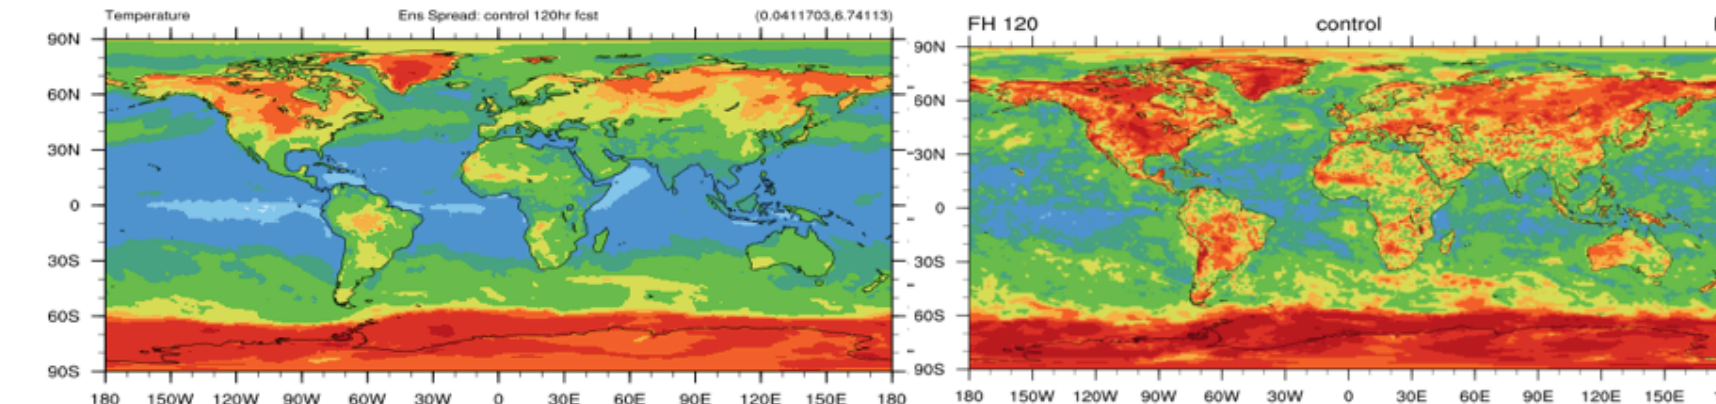 Temperature Ens Spread: control 120hr fcst (0.0411703,6.74113)
90N
60N
30N
0
30S
60S
90S
180 150W 120W 90W 60W 30W 0 30E 60E 90E 120E 150E 180
FH 120 control
90N
60N
30N
0
30S
60S
90S
180 150W 120W 90W 60W 30W 0 30E 60E 90E 120E 150E